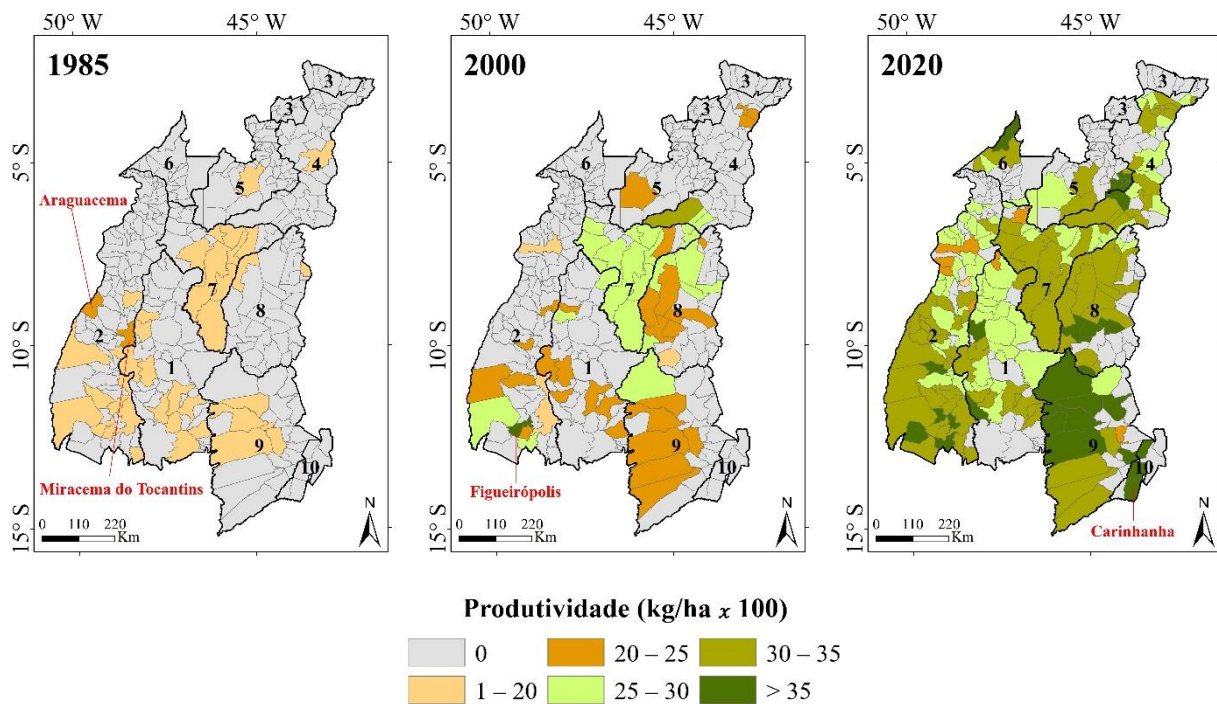 50° W 45° W
1985
3
3
4
5
6
7
8
2
1
9
10
5° S
10° S
15° S
Araguacema
Miracema do Tocantins
N
0 110 220
Km
50° W 45° W
2000
3
3
4
5
6
7
8
2
1
9
10
5° S
10° S
15° S
Figueirópolis
N
0 110 220
Km
50° W 45° W
2020
3
3
4
5
6
7
8
2
1
9
10
5° S
10° S
15° S
Carinhanha
N
0 110 220
Km
Produtividade (kg/ha x 100)
0 20 – 25 30 – 35
1 – 20 25 – 30 > 35